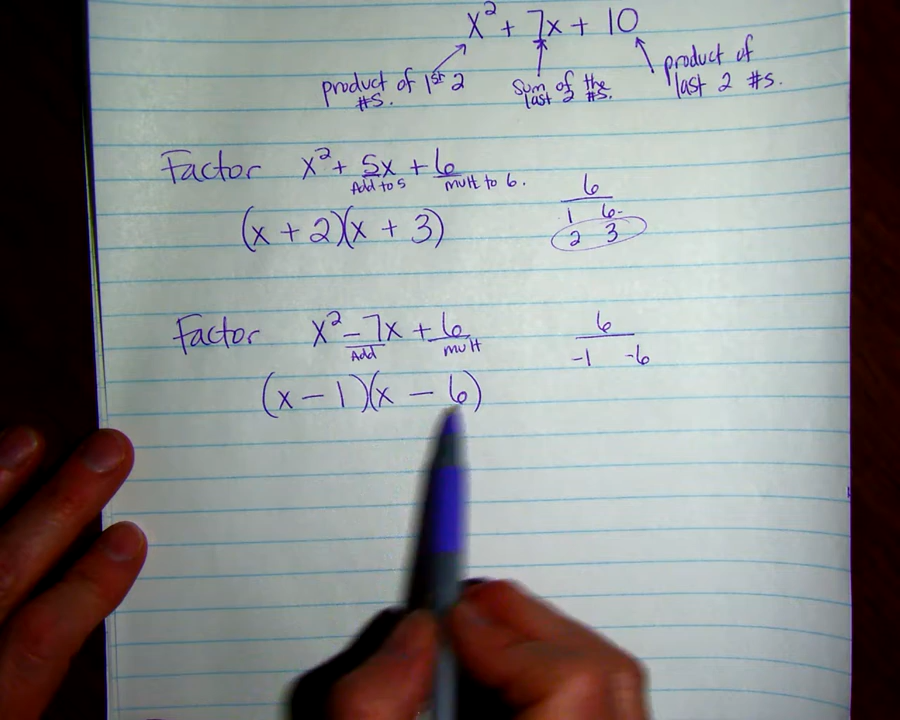 x² + 7x + 10
product of 1st 2 #s.
Sum of the last 2 #s.
product of last 2 #s.
Factor x² + 5x + 6
Add to 5 mult to 6.
(x + 2)(x + 3)
6
1 6
2 3
Factor x² - 7x + 6
Add mult
(x - 1)(x - 6)
6
-1 -6